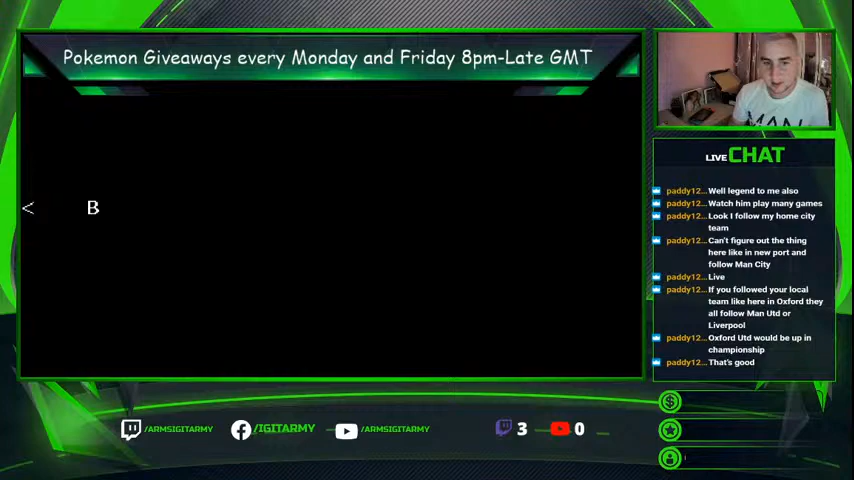 Pokemon Giveaways every Monday and Friday 8pm-Late GMT
< B
MAN
LIVE CHAT
paddy12... Well legend to me also
paddy12... Watch him play many games
paddy12... Look I follow my home city
team
paddy12... Can't figure out the thing
here like in new port and
follow Man City
paddy12... Live
paddy12... If you followed your local
team like here in Oxford they
all follow Man Utd or
Liverpool
paddy12... Oxford Utd would be up in
championship
paddy12... That's good
/ARMSIGITARMY
/IGITARMY
/ARMSIGITARMY
3
0